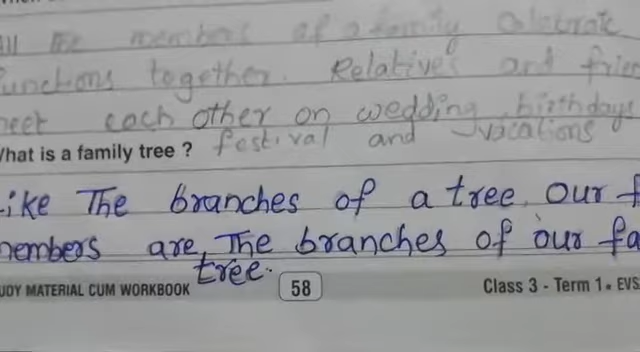 All the members of a family celebrate
functions together. Relatives and frien
meet each other on wedding, birthdays
festival and vacations
What is a family tree ?
Like The branches of a tree, Our f
members are, The branches of our fa
tree.
UDY MATERIAL CUM WORKBOOK 58 Class 3 - Term 1 • EVS